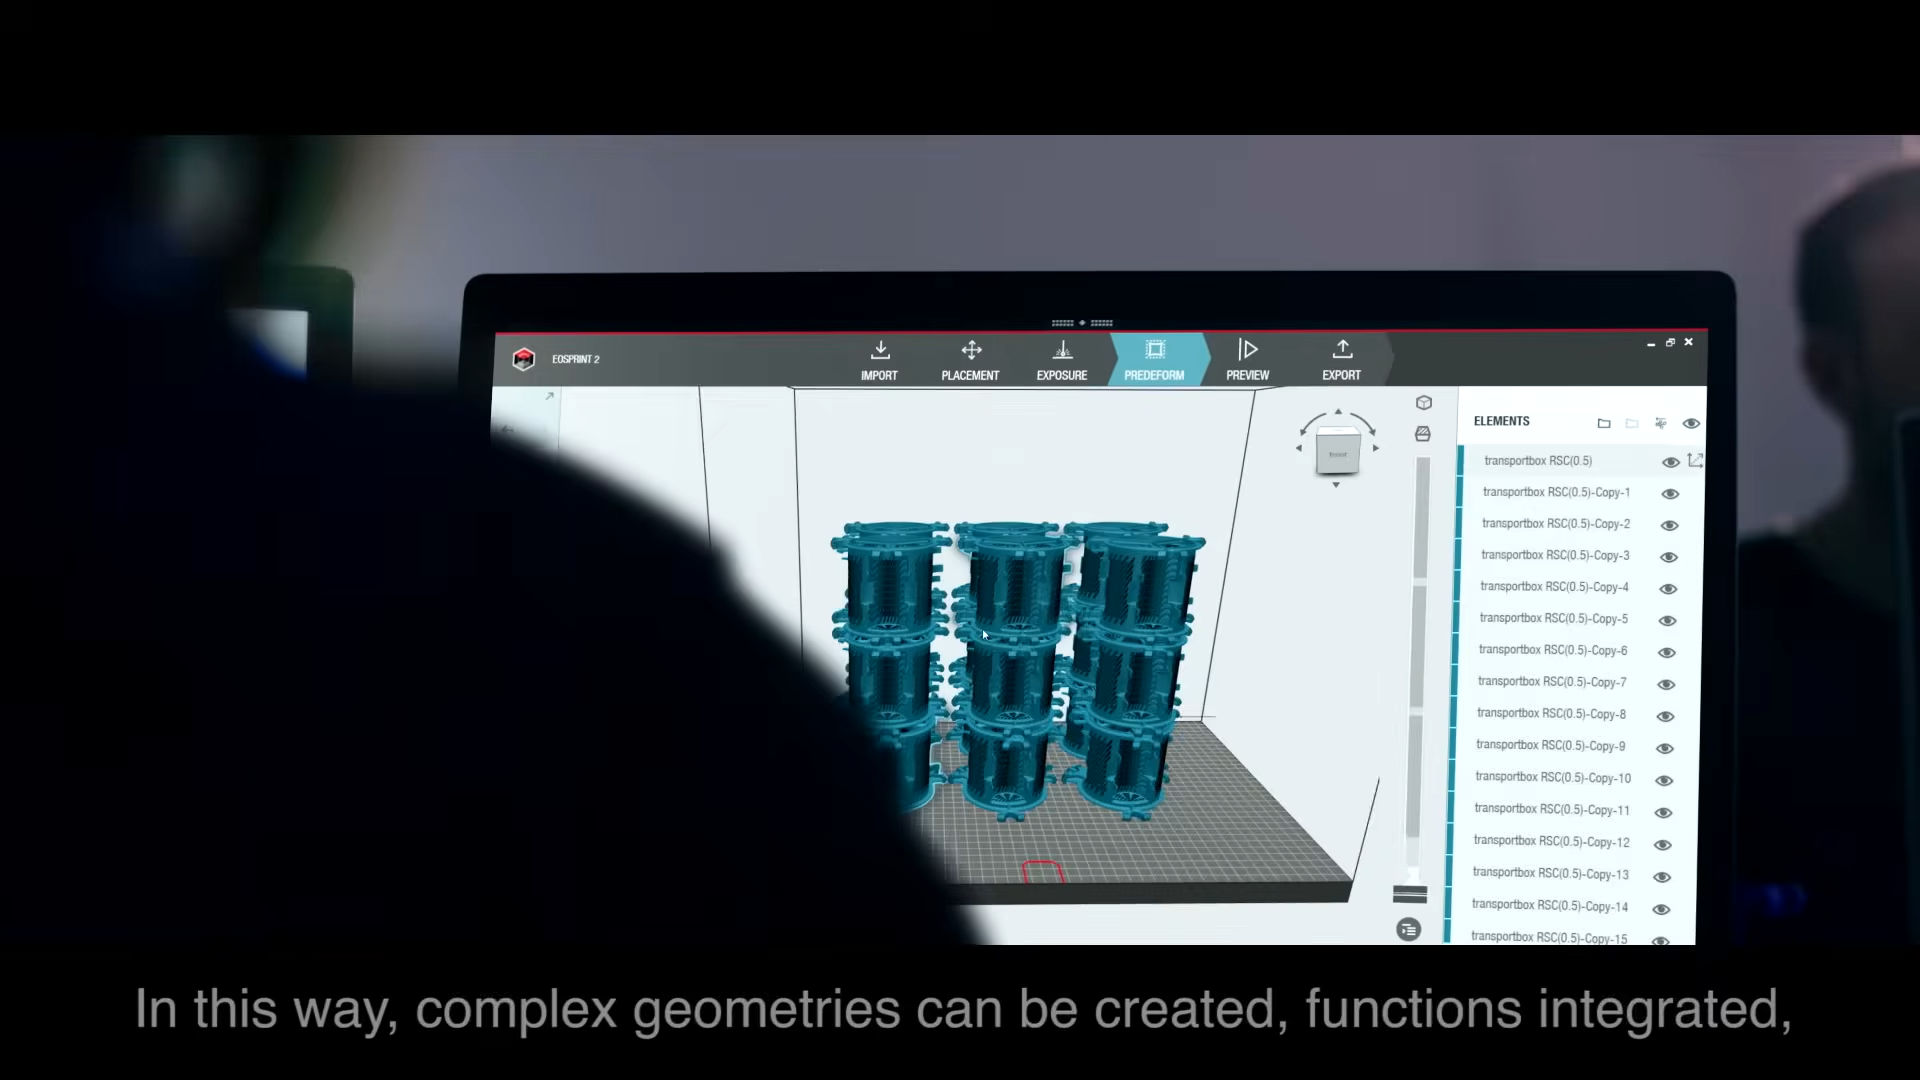 EOSPRINT 2
IMPORT
PLACEMENT
EXPOSURE
PREDEFORM
PREVIEW
EXPORT
ELEMENTS
transportbox RSC(0.5)
transportbox RSC(0.5)-Copy-1
transportbox RSC(0.5)-Copy-2
transportbox RSC(0.5)-Copy-3
transportbox RSC(0.5)-Copy-4
transportbox RSC(0.5)-Copy-5
transportbox RSC(0.5)-Copy-6
transportbox RSC(0.5)-Copy-7
transportbox RSC(0.5)-Copy-8
transportbox RSC(0.5)-Copy-9
transportbox RSC(0.5)-Copy-10
transportbox RSC(0.5)-Copy-11
transportbox RSC(0.5)-Copy-12
transportbox RSC(0.5)-Copy-13
transportbox RSC(0.5)-Copy-14
transportbox RSC(0.5)-Copy-15
In this way, complex geometries can be created, functions integrated,